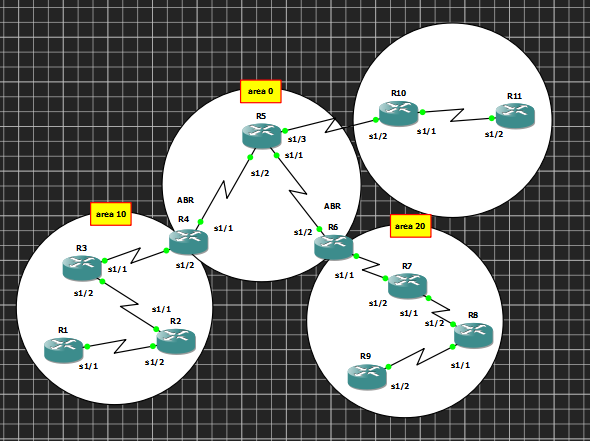 area 0
R5
s1/3
s1/1
s1/2
R10
s1/2
s1/1
R11
s1/2
ABR
R4
s1/1
s1/2
ABR
R6
s1/2
s1/1
area 10
R3
s1/1
s1/2
s1/1
R2
s1/2
R1
s1/1
area 20
R7
s1/2
s1/1
s1/2
R8
s1/1
R9
s1/2